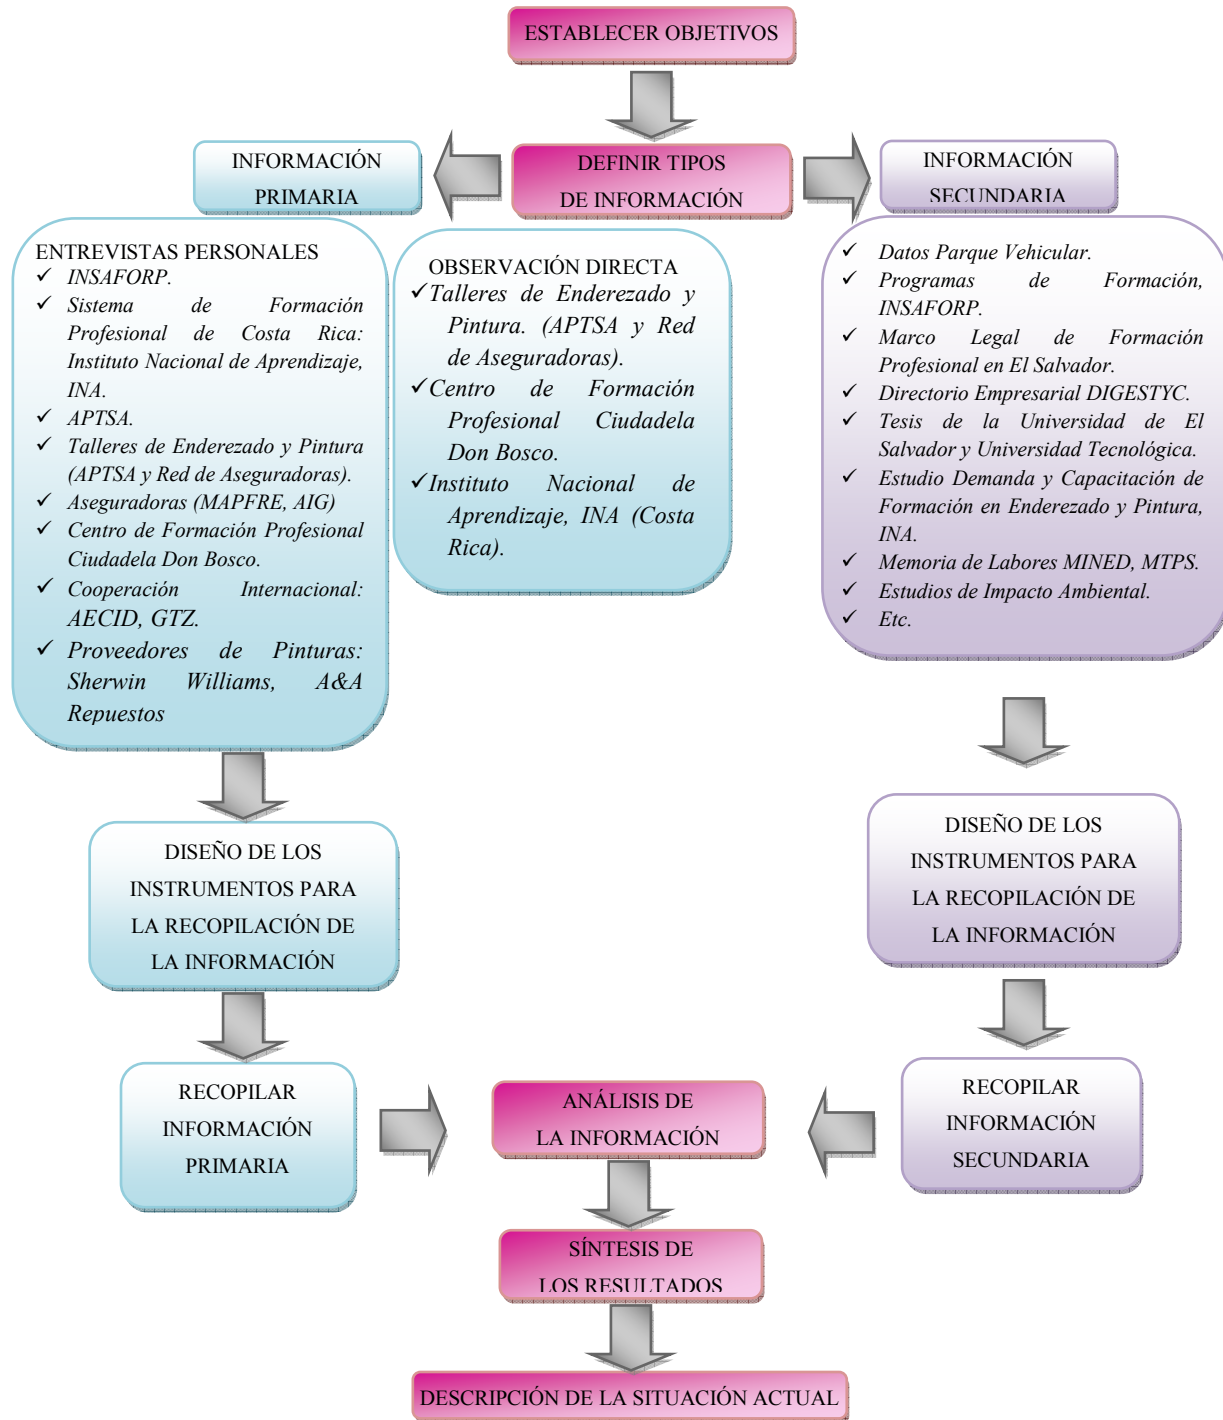 ESTABLECER OBJETIVOS
INFORMACIÓN
PRIMARIA
DEFINIR TIPOS
DE INFORMACIÓN
INFORMACIÓN
SECUNDARIA
ENTREVISTAS PERSONALES
✓ INSAFORP.
✓ Sistema de Formación
Profesional de Costa Rica:
Instituto Nacional de Aprendizaje,
INA.
✓ APTSA.
✓ Talleres de Enderezado y Pintura
(APTSA y Red de Aseguradoras).
✓ Aseguradoras (MAPFRE, AIG)
✓ Centro de Formación Profesional
Ciudadela Don Bosco.
✓ Cooperación Internacional:
AECID, GTZ.
✓ Proveedores de Pinturas:
Sherwin Williams, A&A
Repuestos
OBSERVACIÓN DIRECTA
✓ Talleres de Enderezado y
Pintura. (APTSA y Red
de Aseguradoras).
✓ Centro de Formación
Profesional Ciudadela
Don Bosco.
✓ Instituto Nacional de
Aprendizaje, INA (Costa
Rica).
✓ Datos Parque Vehicular.
✓ Programas de Formación,
INSAFORP.
✓ Marco Legal de Formación
Profesional en El Salvador.
✓ Directorio Empresarial DIGESTYC.
✓ Tesis de la Universidad de El
Salvador y Universidad Tecnológica.
✓ Estudio Demanda y Capacitación de
Formación en Enderezado y Pintura,
INA.
✓ Memoria de Labores MINED, MTPS.
✓ Estudios de Impacto Ambiental.
✓ Etc.
DISEÑO DE LOS
INSTRUMENTOS PARA
LA RECOPILACIÓN DE
LA INFORMACIÓN
DISEÑO DE LOS
INSTRUMENTOS PARA
LA RECOPILACIÓN DE
LA INFORMACIÓN
RECOPILAR
INFORMACIÓN
PRIMARIA
ANÁLISIS DE
LA INFORMACIÓN
RECOPILAR
INFORMACIÓN
SECUNDARIA
SÍNTESIS DE
LOS RESULTADOS
DESCRIPCIÓN DE LA SITUACIÓN ACTUAL